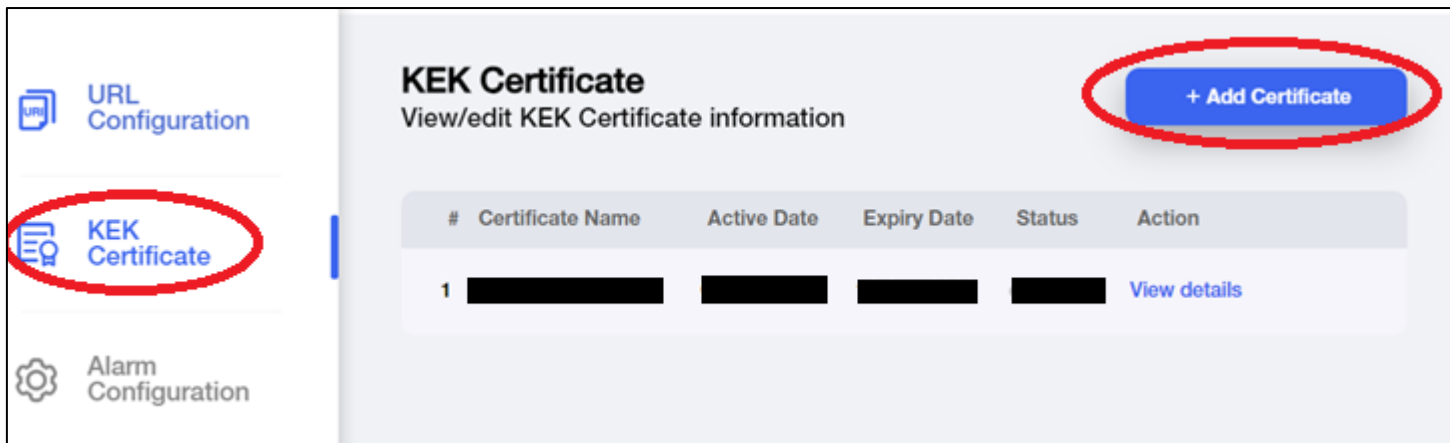 URL
Configuration
URL
KEK
Certificate
Alarm
Configuration
KEK Certificate
View/edit KEK Certificate information
+ Add Certificate
# Certificate Name Active Date Expiry Date Status Action
1 View details